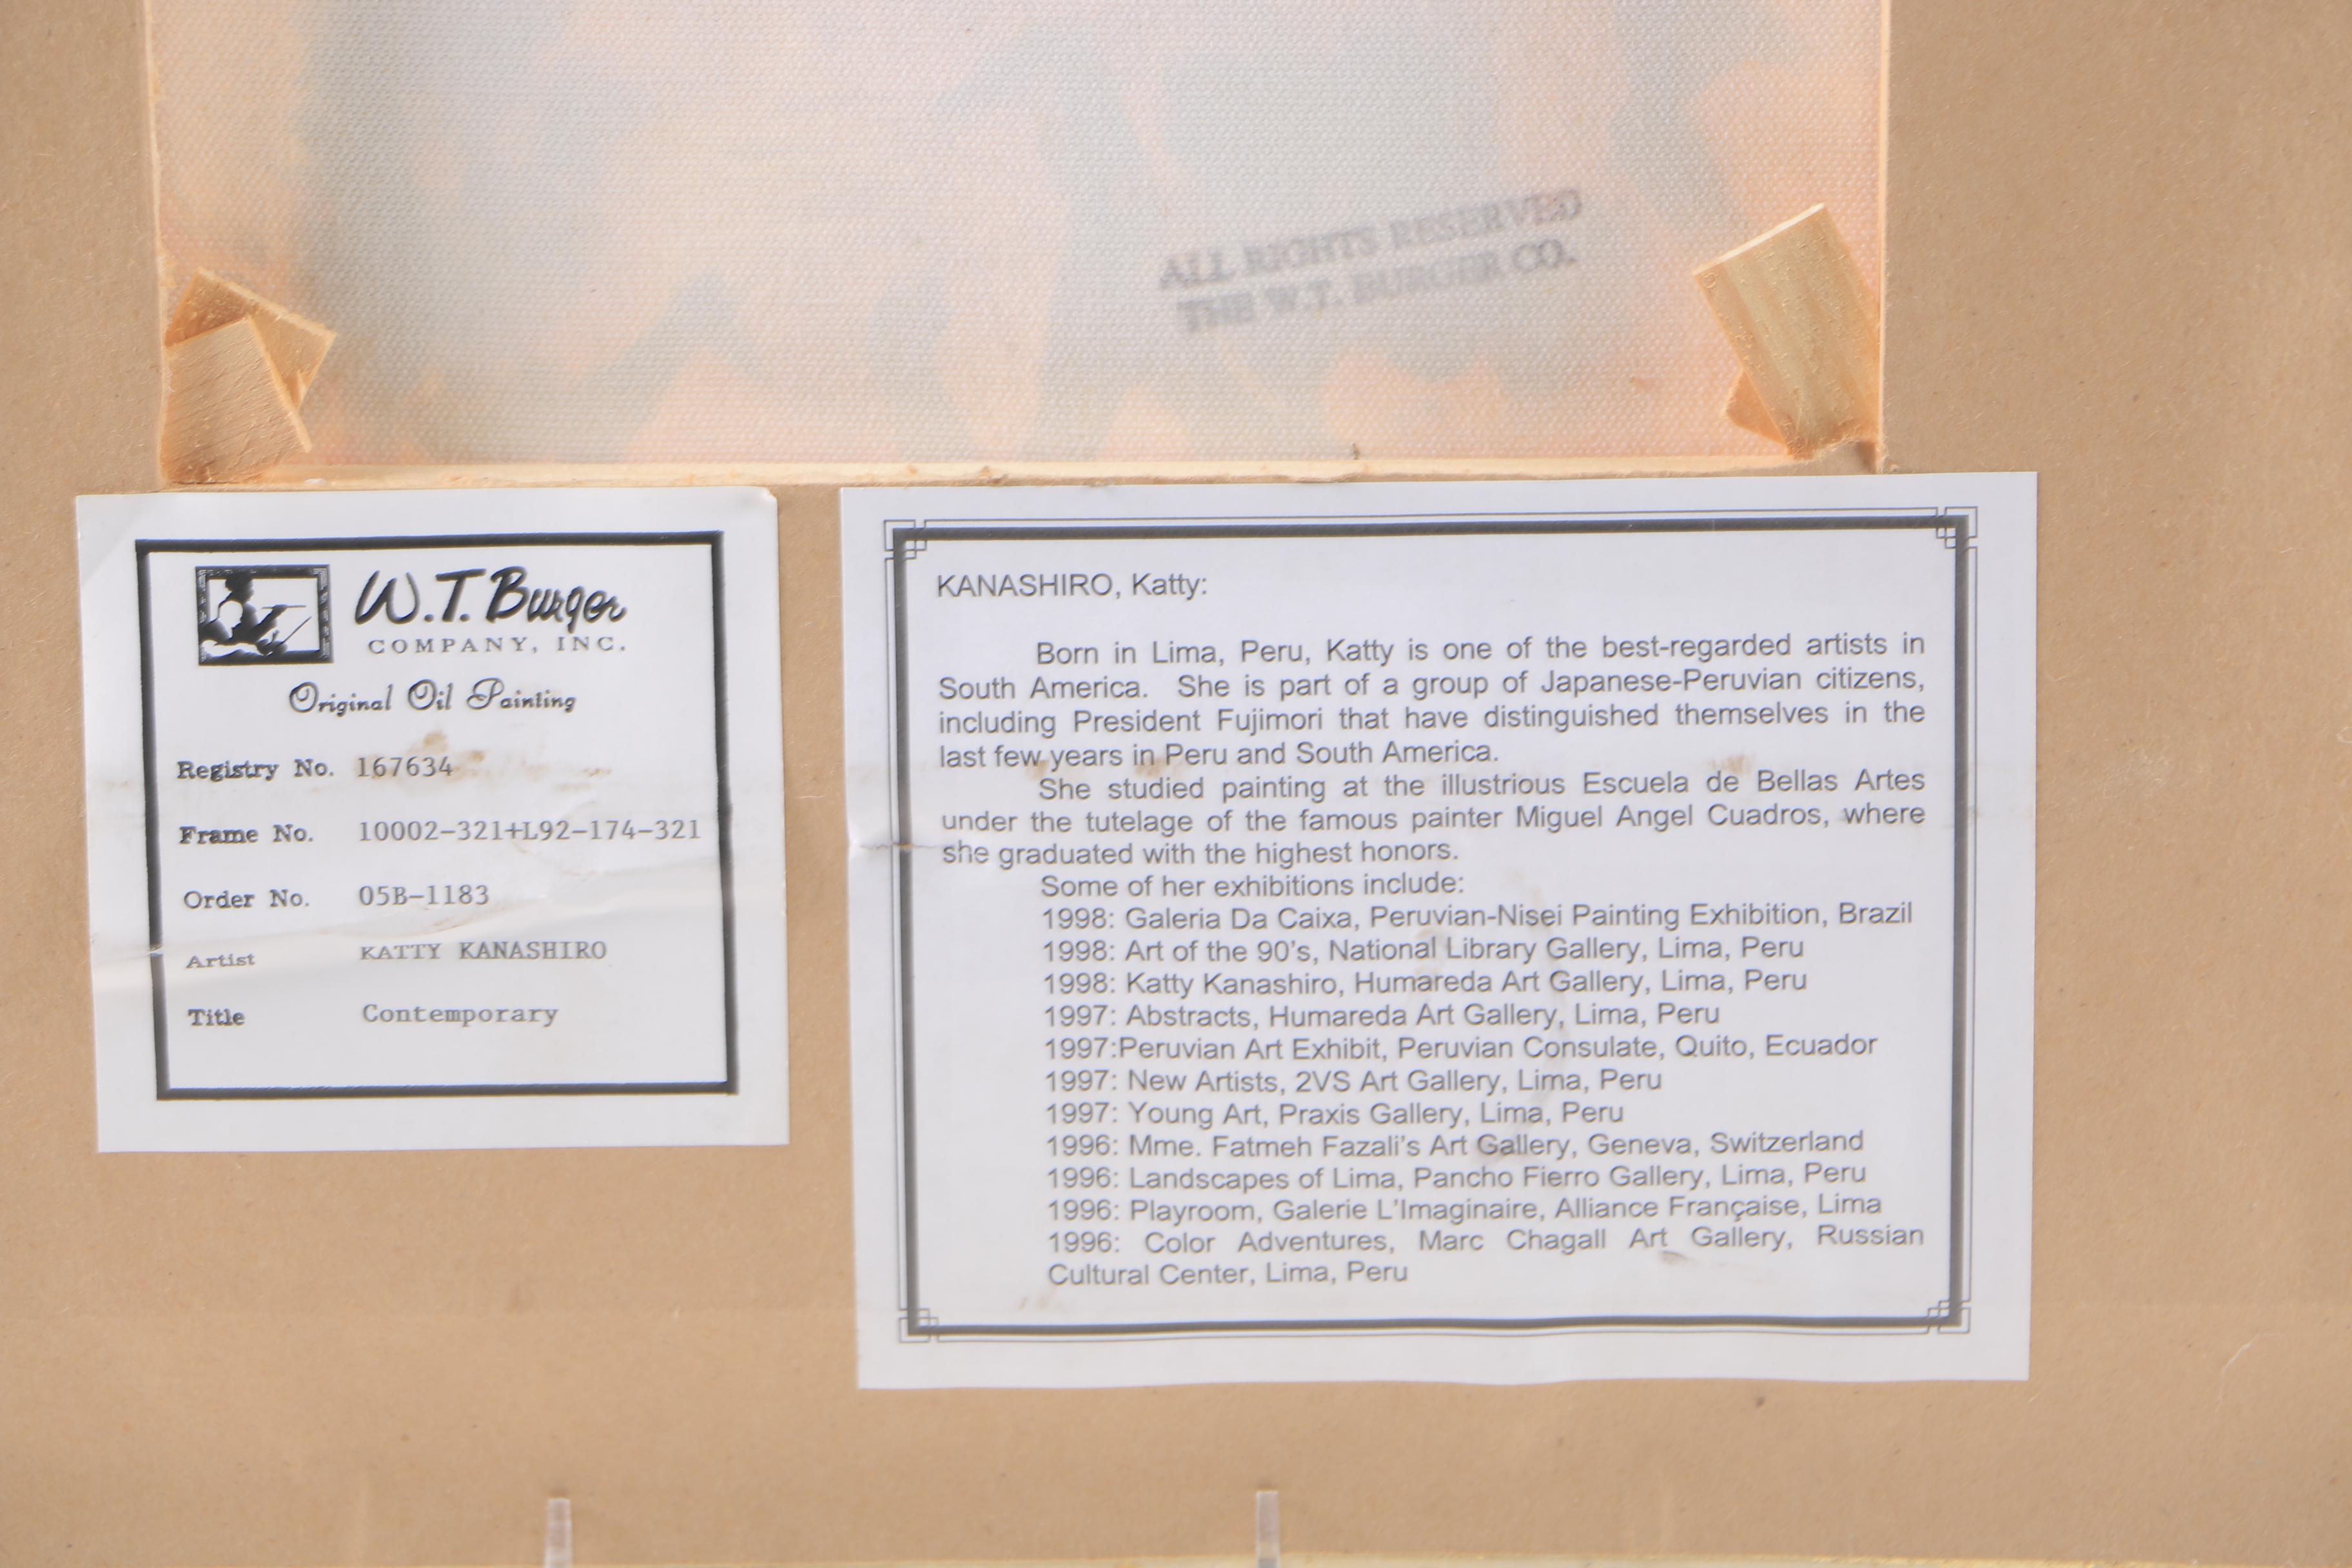 ALL RIGHTS RESERVED
THE W.T. BURGER CO.
W.T. Burger
COMPANY, INC.
Original Oil Painting
Registry No. 167634
Frame No. 10002-321+L92-174-321
Order No. 05B-1183
Artist KATTY KANASHIRO
Title Contemporary
KANASHIRO, Katty:
Born in Lima, Peru, Katty is one of the best-regarded artists in
South America. She is part of a group of Japanese-Peruvian citizens,
including President Fujimori that have distinguished themselves in the
last few years in Peru and South America.
She studied painting at the illustrious Escuela de Bellas Artes
under the tutelage of the famous painter Miguel Angel Cuadros, where
she graduated with the highest honors.
Some of her exhibitions include:
1998: Galeria Da Caixa, Peruvian-Nisei Painting Exhibition, Brazil
1998: Art of the 90's, National Library Gallery, Lima, Peru
1998: Katty Kanashiro, Humareda Art Gallery, Lima, Peru
1997: Abstracts, Humareda Art Gallery, Lima, Peru
1997:Peruvian Art Exhibit, Peruvian Consulate, Quito, Ecuador
1997: New Artists, 2VS Art Gallery, Lima, Peru
1997: Young Art, Praxis Gallery, Lima, Peru
1996: Mme. Fatmeh Fazali's Art Gallery, Geneva, Switzerland
1996: Landscapes of Lima, Pancho Fierro Gallery, Lima, Peru
1996: Playroom, Galerie L'Imaginaire, Alliance Française, Lima
1996: Color Adventures, Marc Chagall Art Gallery, Russian
Cultural Center, Lima, Peru